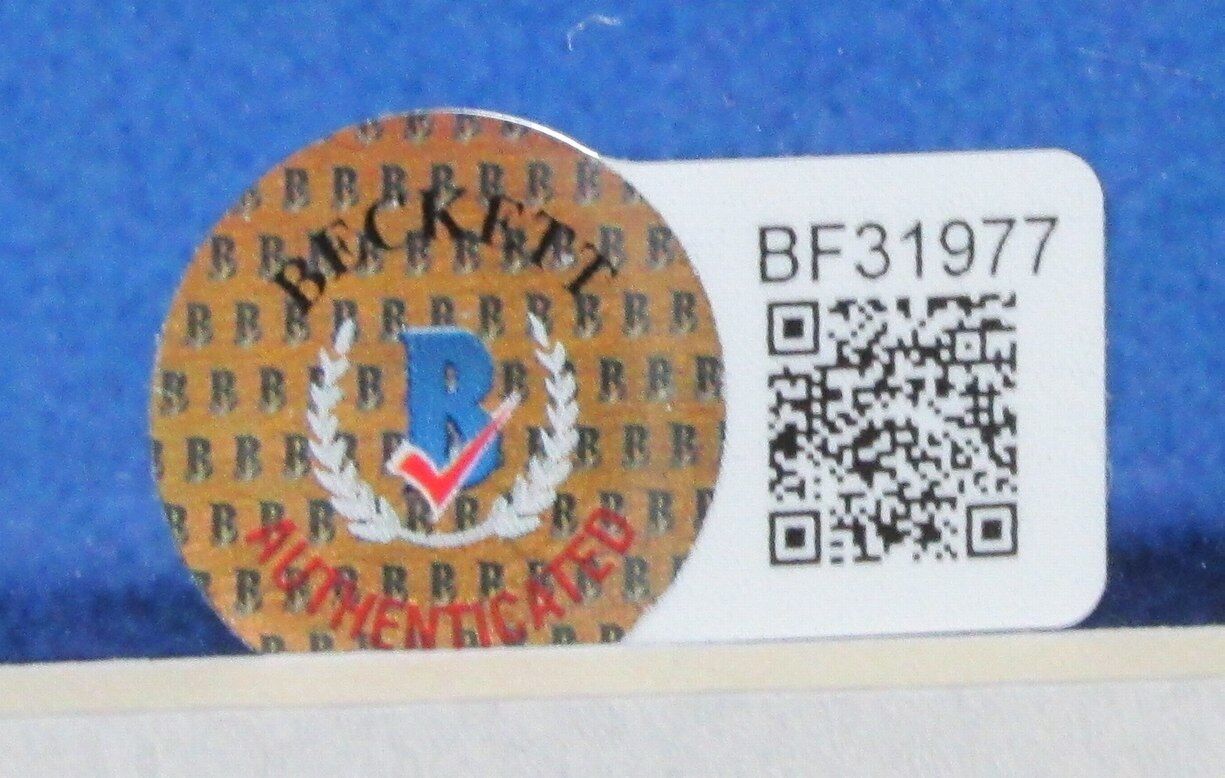 BECKETT
B
AUTHENTICATED
BF31977